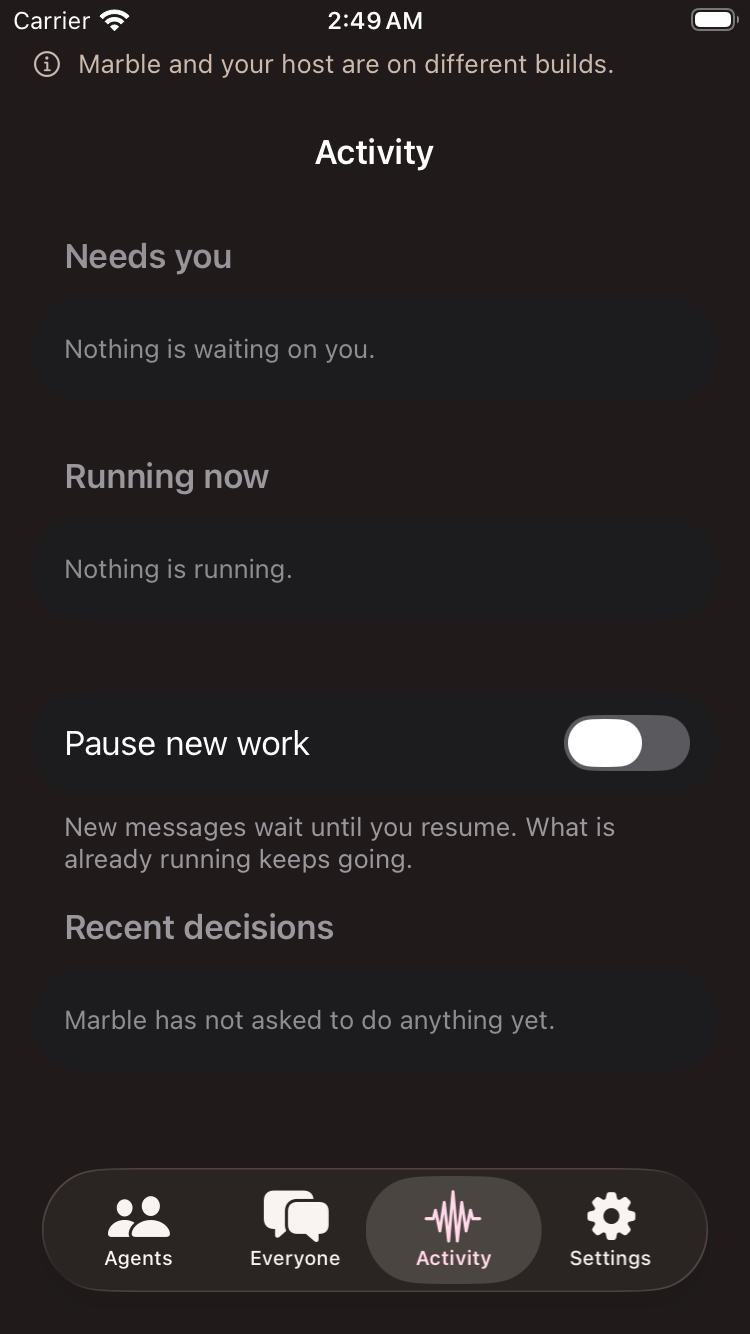 Carrier 2:49 AM
Marble and your host are on different builds.
Activity
Needs you
Nothing is waiting on you.
Running now
Nothing is running.
Pause new work
New messages wait until you resume. What is
already running keeps going.
Recent decisions
Marble has not asked to do anything yet.
Agents Everyone Activity Settings